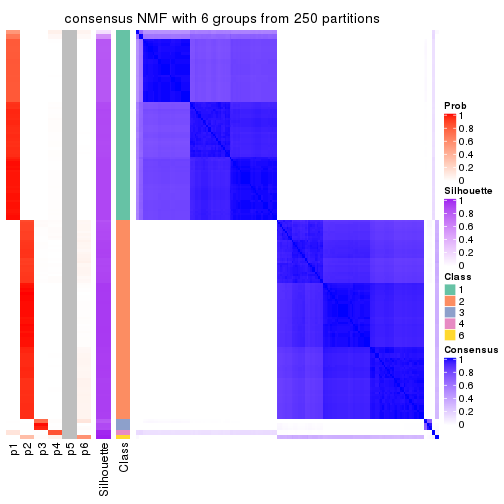 consensus NMF with 6 groups from 250 partitions
Prob
1
0.8
0.6
0.4
0.2
0
Silhouette
1
0.8
0.6
0.4
0.2
0
Class
1
2
3
4
6
Consensus
1
0.8
0.6
0.4
0.2
0
p1
p2
p3
p4
p5
p6
Silhouette
Class